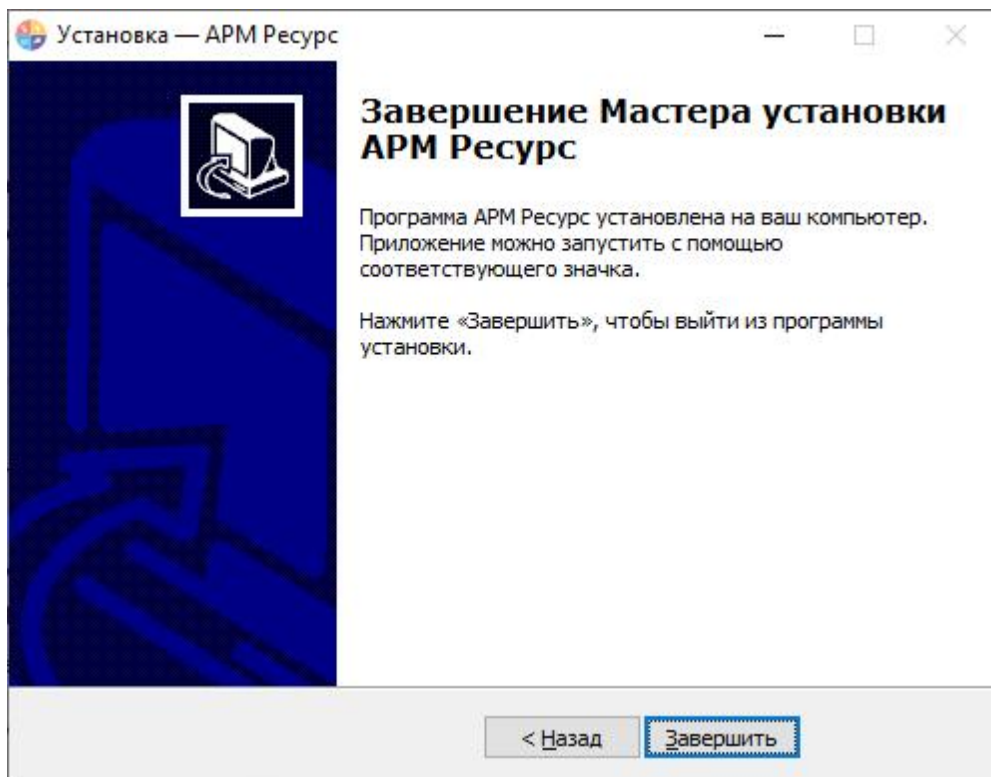 Установка — АРМ Ресурс
Завершение Мастера установки
АРМ Ресурс
Программа АРМ Ресурс установлена на ваш компьютер.
Приложение можно запустить с помощью
соответствующего значка.
Нажмите «Завершить», чтобы выйти из программы
установки.
< Назад
Завершить